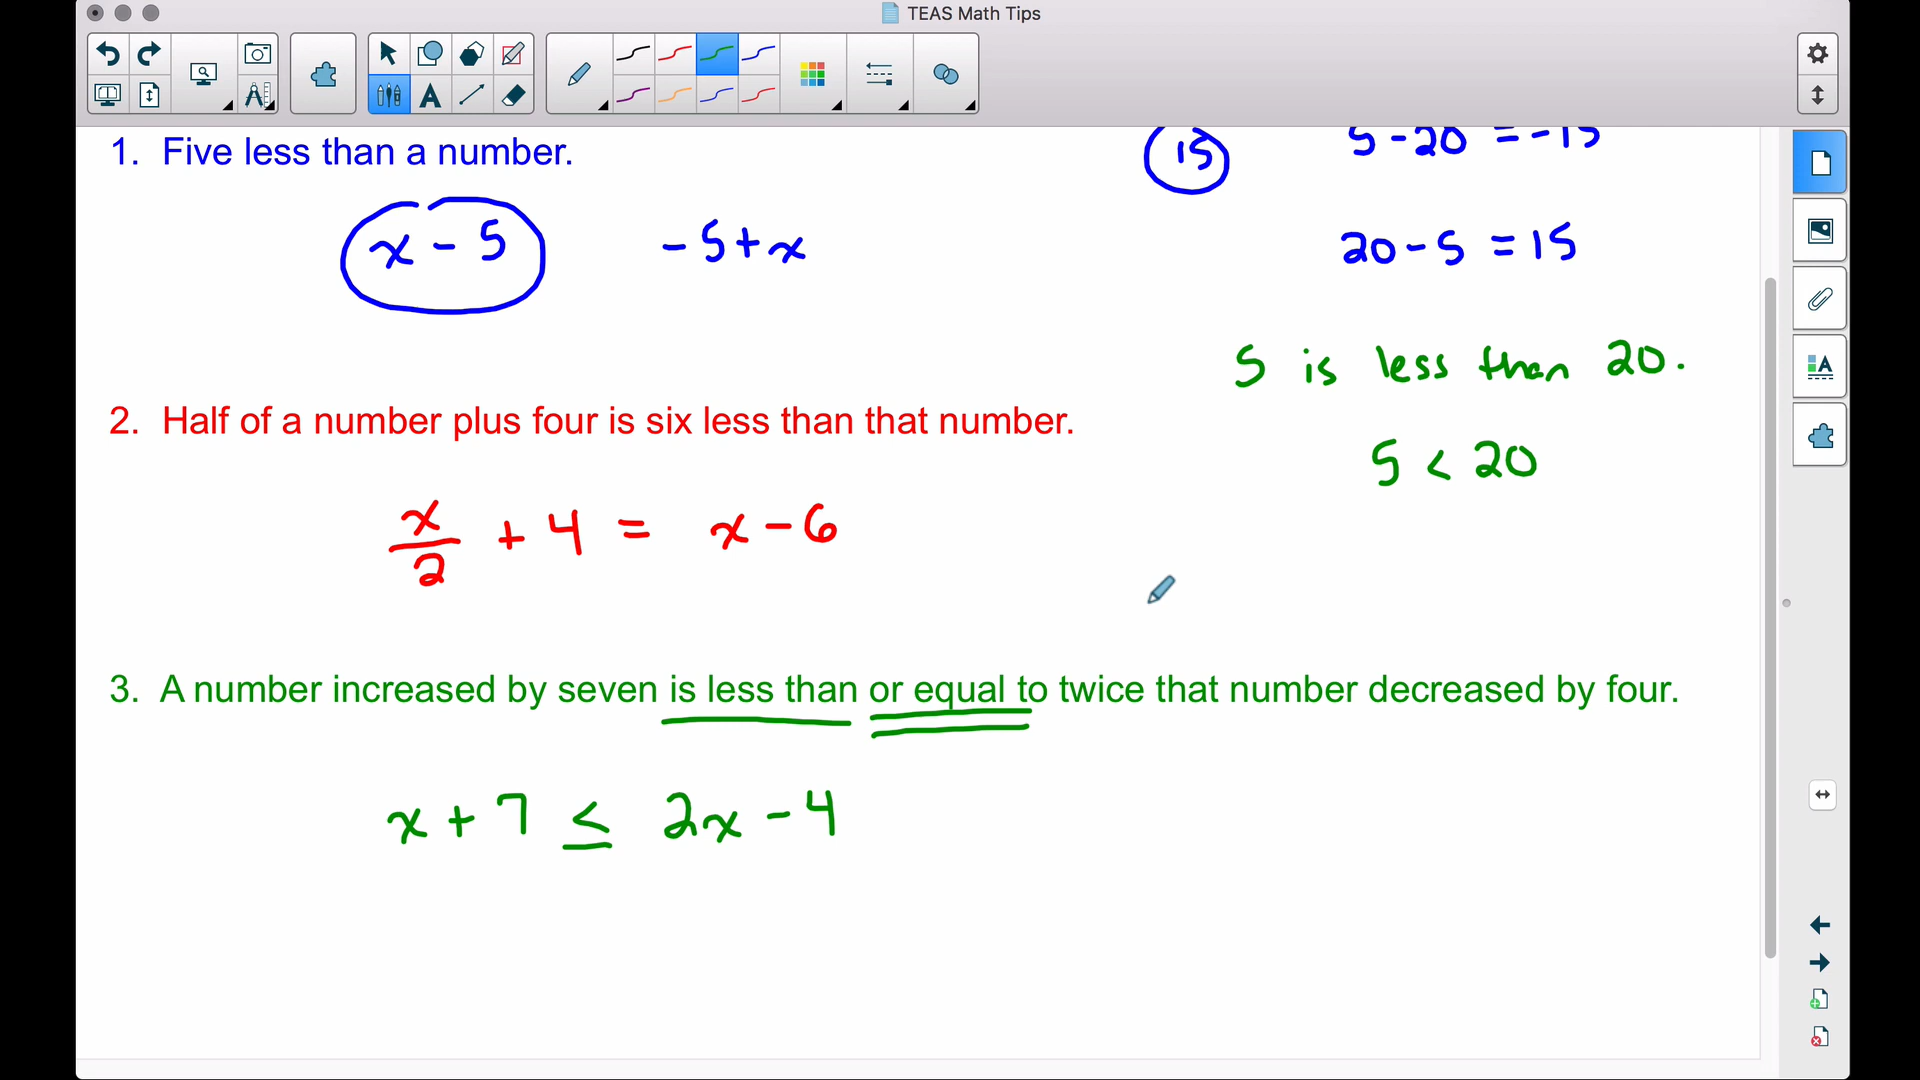 TEAS Math Tips
1. Five less than a number.
15
5 - 20 = -15
x - 5
-5 + x
20 - 5 = 15
5 is less than 20.
5 < 20
2. Half of a number plus four is six less than that number.
x/2 + 4 = x - 6
3. A number increased by seven is less than or equal to twice that number decreased by four.
x + 7 ≤ 2x - 4